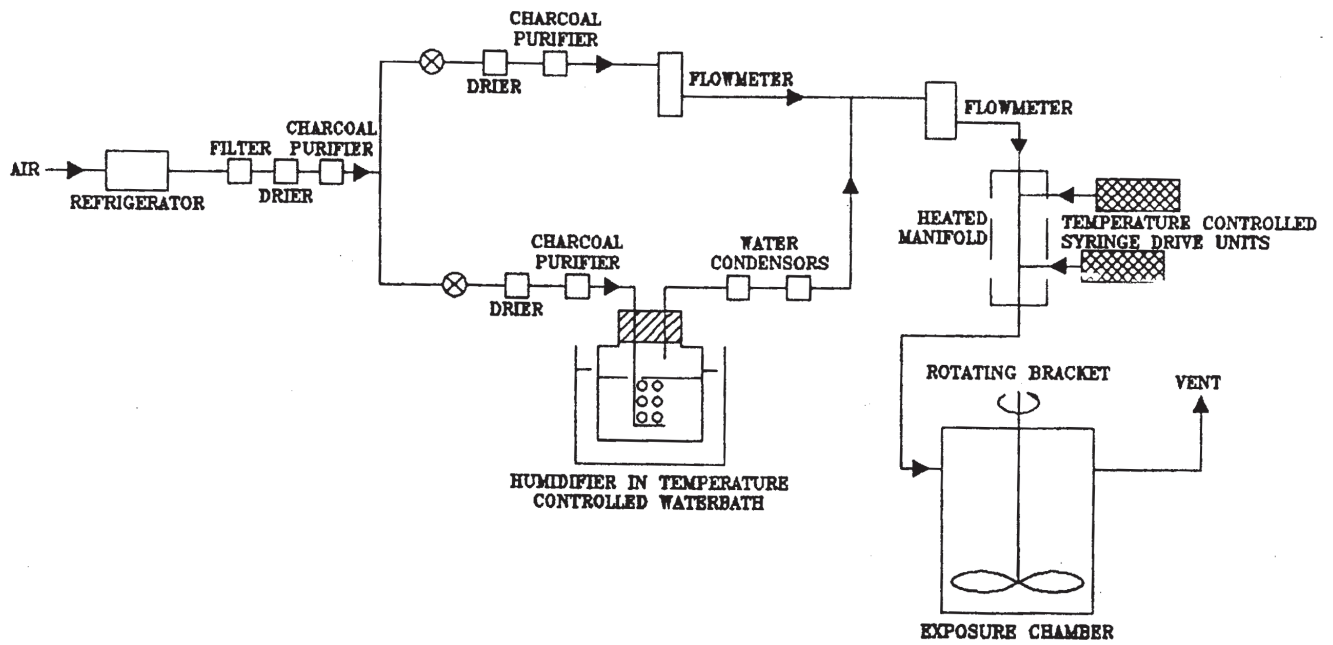 CHARCOAL
PURIFIER
DRIER
FLOWMETER
FLOWMETER
CHARCOAL
PURIFIER
FILTER
AIR
DRIER
REFRIGERATOR
HEATED
MANIFOLD
TEMPERATURE CONTROLLED
SYRINGE DRIVE UNITS
CHARCOAL
PURIFIER
WATER
CONDENSORS
DRIER
HUMIDIFIER IN TEMPERATURE
CONTROLLED WATERBATH
ROTATING BRACKET
VENT
EXPOSURE CHAMBER